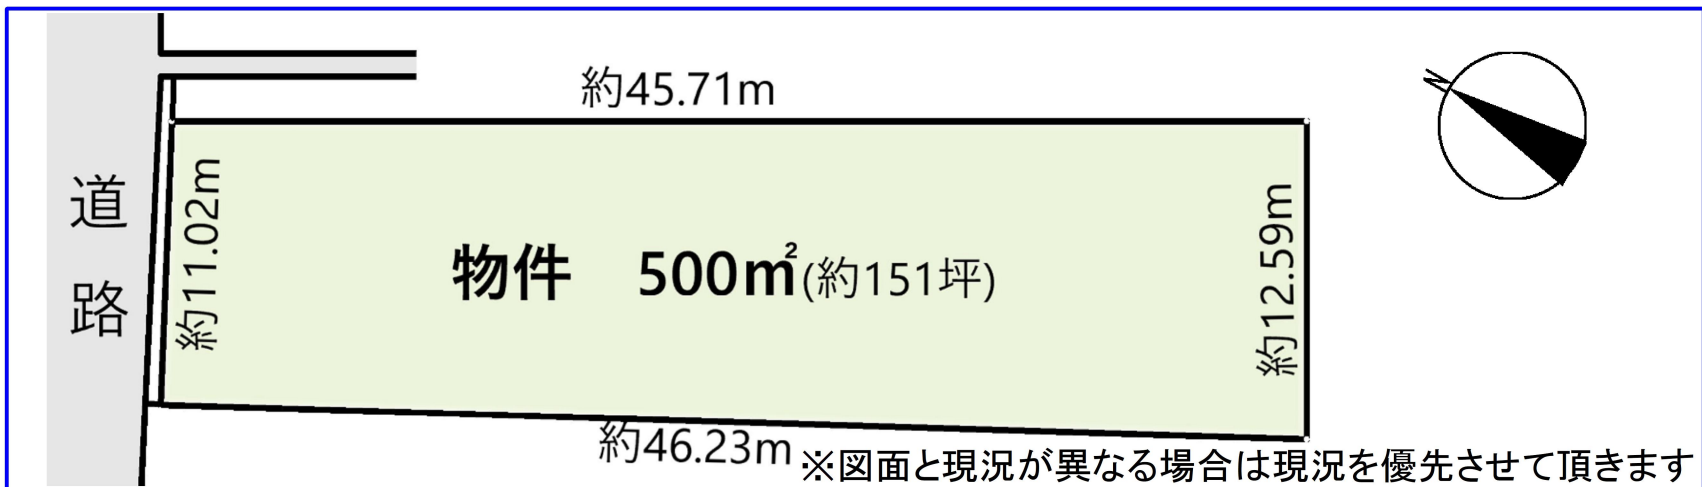 約45.71m
N
道路
約11.02m
物件　500㎡(約151坪)
約12.59m
約46.23m
※図面と現況が異なる場合は現況を優先させて頂きます